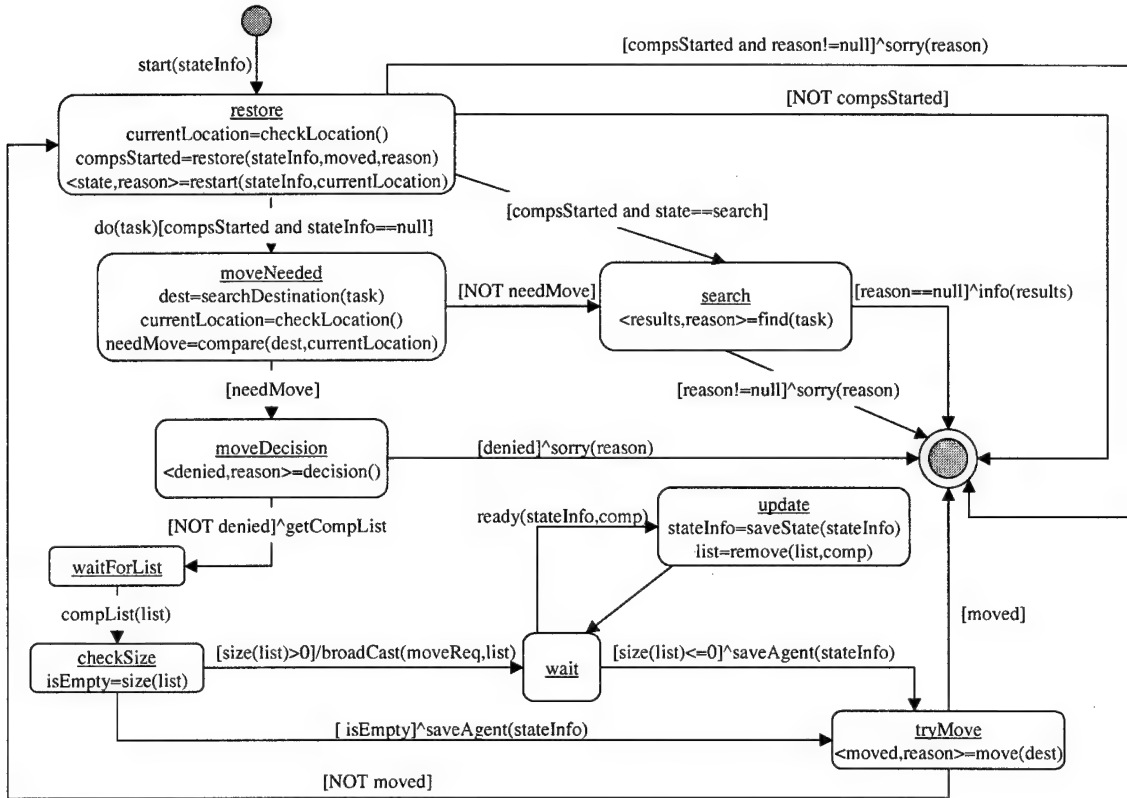 [compsStarted and reason!=null]^sorry(reason)
start(stateInfo)
[NOT compsStarted]
restore
currentLocation=checkLocation()
compsStarted=restore(stateInfo,moved,reason)
<state,reason>=restart(stateInfo,currentLocation)
[compsStarted and state==search]
do(task)[compsStarted and stateInfo==null]
moveNeeded
dest=searchDestination(task)
currentLocation=checkLocation()
needMove=compare(dest,currentLocation)
[NOT needMove]
search
<results,reason>=find(task)
[reason==null]^info(results)
[reason!=null]^sorry(reason)
[needMove]
moveDecision
<denied,reason>=decision()
[denied]^sorry(reason)
[NOT denied]^getCompList
ready(stateInfo,comp)
update
stateInfo=saveState(stateInfo)
list=remove(list,comp)
waitForList
compList(list)
[moved]
checkSize
isEmpty=size(list)
[size(list)>0]/broadCast(moveReq,list)
wait
[size(list)<=0]^saveAgent(stateInfo)
[ isEmpty]^saveAgent(stateInfo)
tryMove
<moved,reason>=move(dest)
[NOT moved]